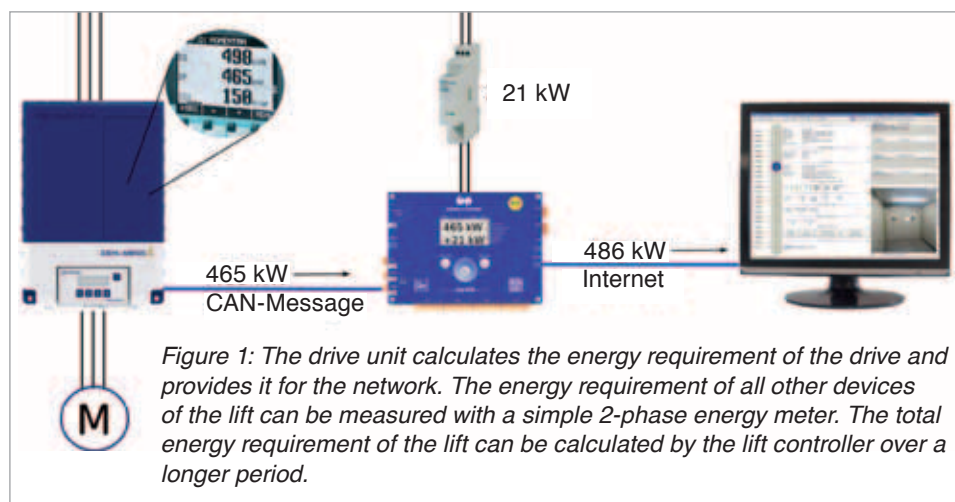 498
465
158
21 kW
465 kW
+21 kW
465 kW
CAN-Message
486 kW
Internet
M
Figure 1: The drive unit calculates the energy requirement of the drive and
provides it for the network. The energy requirement of all other devices
of the lift can be measured with a simple 2-phase energy meter. The total
energy requirement of the lift can be calculated by the lift controller over a
longer period.